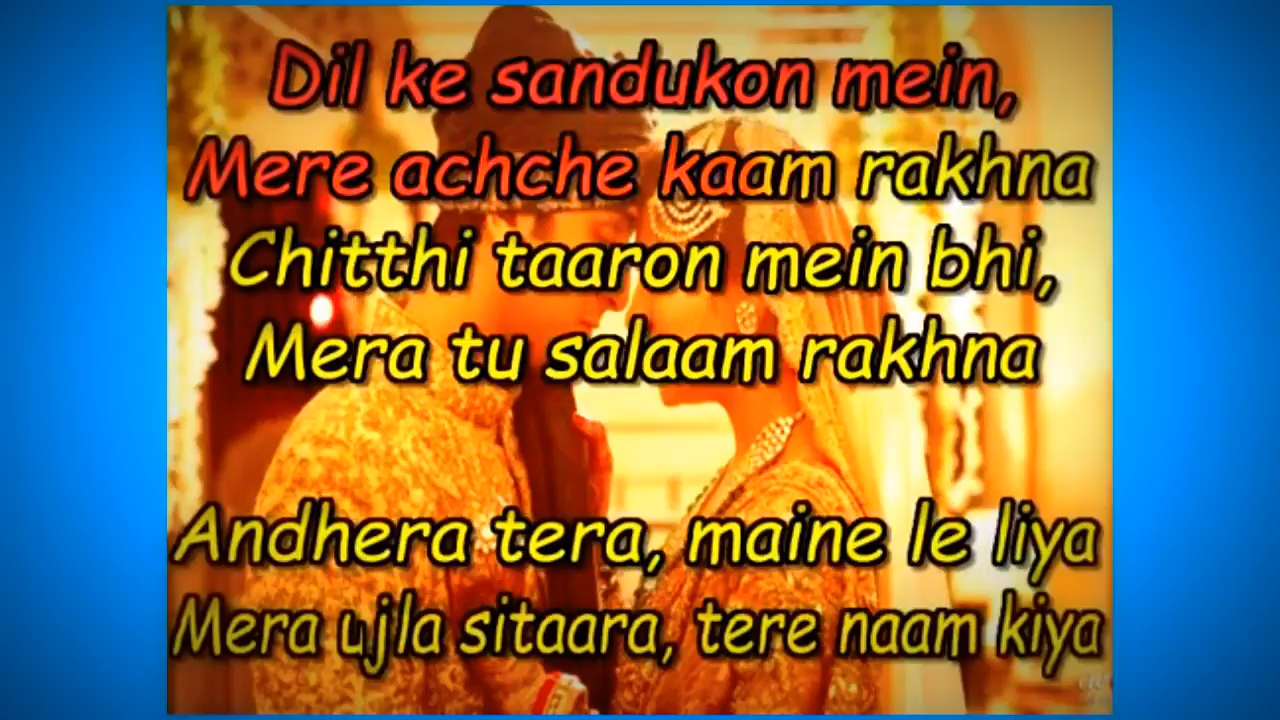 Dil ke sandukon mein,
Mere achche kaam rakhna
Chitthi taaron mein bhi,
Mera tu salaam rakhna
Andhera tera, maine le liya
Mera ujla sitaara, tere naam kiya